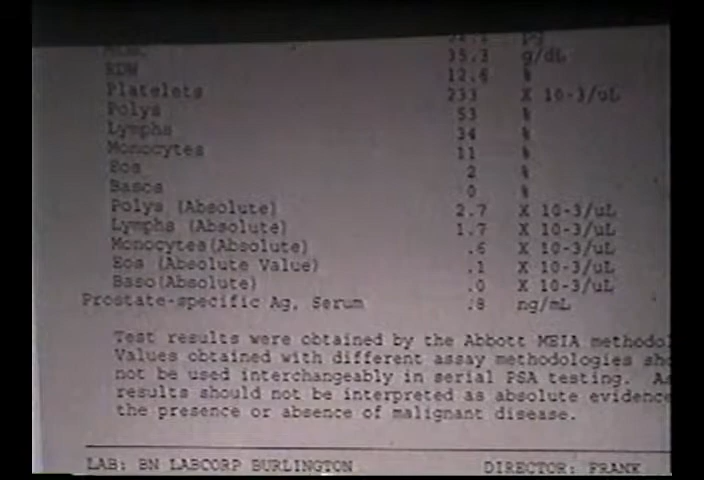 35.3 g/dL
RDW 12.6 %
Platelets 233 X 10-3/uL
Polys 53 %
Lymphs 34 %
Monocytes 11 %
Eos 2 %
Basos 0 %
Polys (Absolute) 2.7 X 10-3/uL
Lymphs (Absolute) 1.7 X 10-3/uL
Monocytes(Absolute) .6 X 10-3/uL
Eos (Absolute Value) .1 X 10-3/uL
Baso(Absolute) .0 X 10-3/uL
Prostate-specific Ag, Serum .8 ng/mL
Test results were obtained by the Abbott MEIA methodol
Values obtained with different assay methodologies sho
not be used interchangeably in serial PSA testing. As
results should not be interpreted as absolute evidence
the presence or absence of malignant disease.
LAB: BN LABCORP BURLINGTON DIRECTOR: FRANK